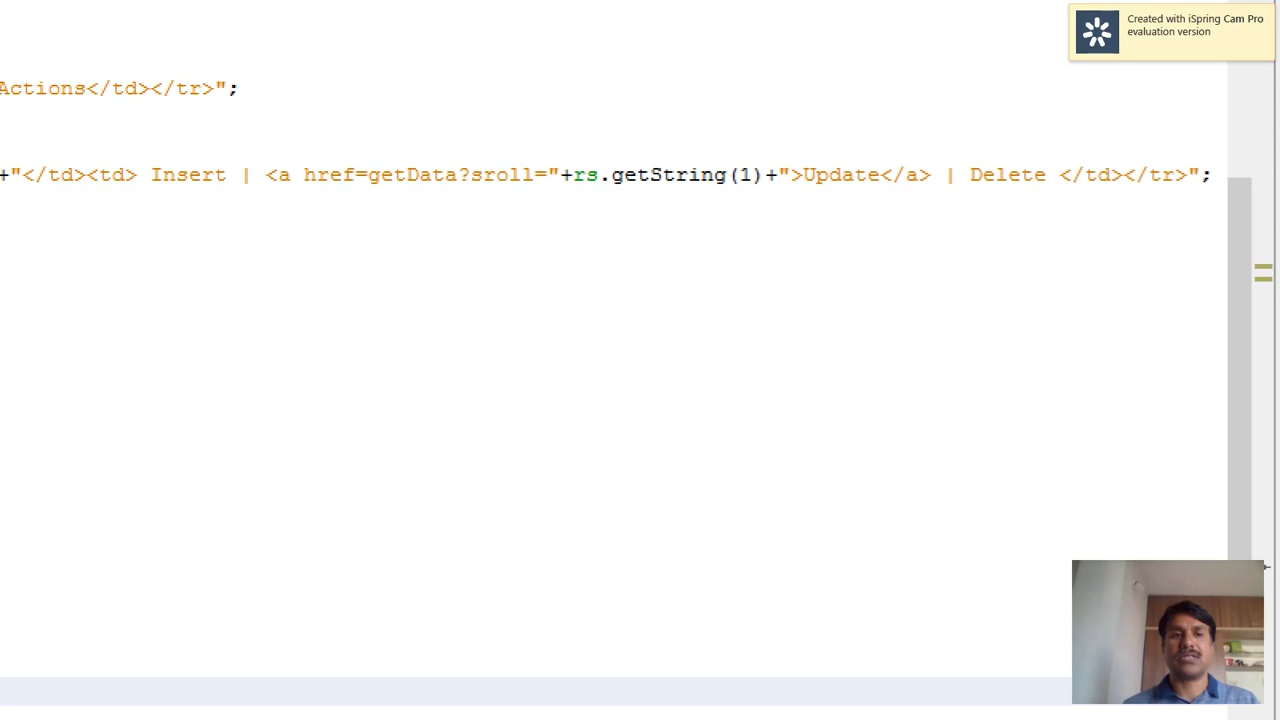 Created with iSpring Cam Pro
evaluation version
Actions</td></tr>";
+"</td><td> Insert | <a href=getData?sroll="+rs.getString(1)+">Update</a> | Delete </td></tr>";